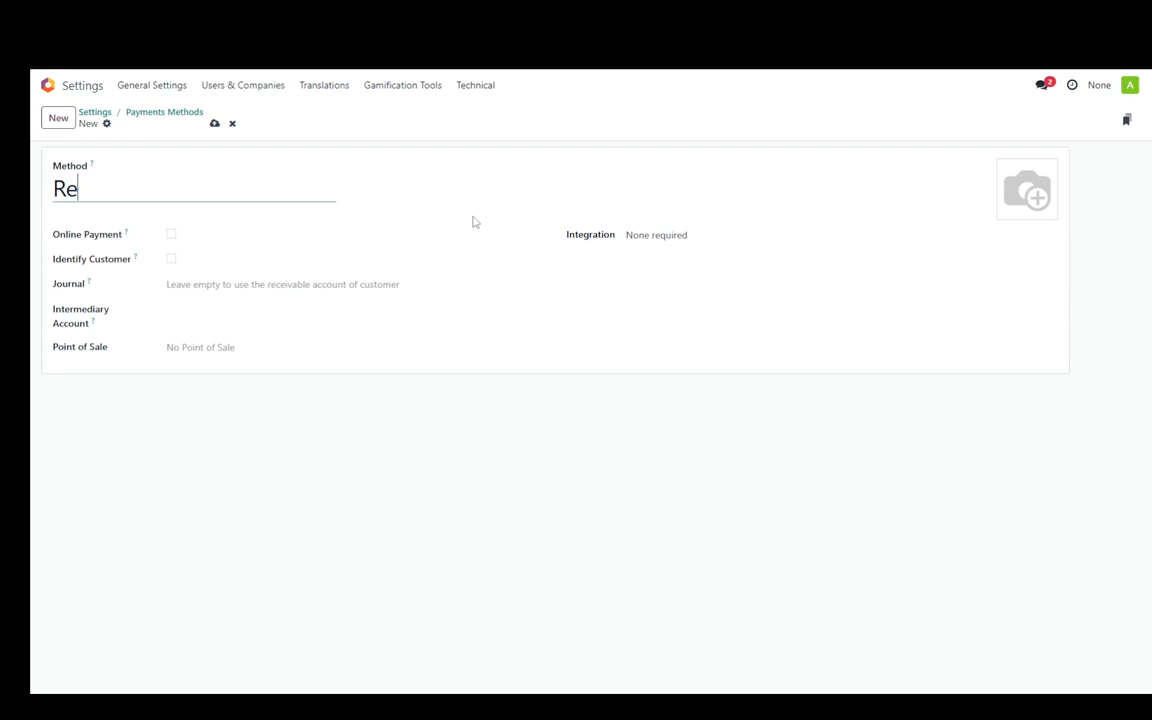 Settings General Settings Users & Companies Translations Gamification Tools Technical 2 None A
New Settings / Payments Methods
New
Method ?
Re
Online Payment ? Integration None required
Identify Customer ?
Journal ? Leave empty to use the receivable account of customer
Intermediary
Account ?
Point of Sale No Point of Sale